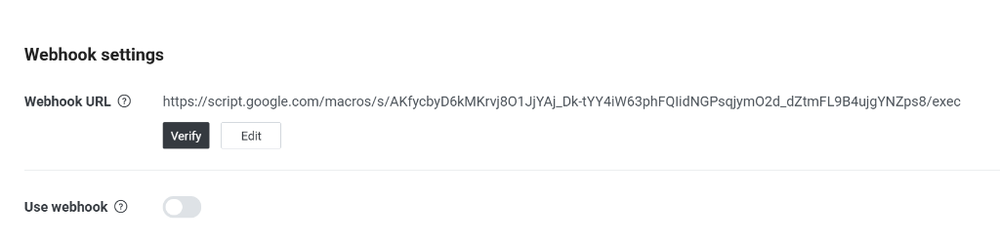 Webhook settings
Webhook URL ?
https://script.google.com/macros/s/AKfycbyD6kMKrvj8O1JjYAj_Dk-tYY4iW63phFQIidNGPsqjymO2d_dZtmFL9B4ujgYNZps8/exec
Verify Edit
Use webhook ?